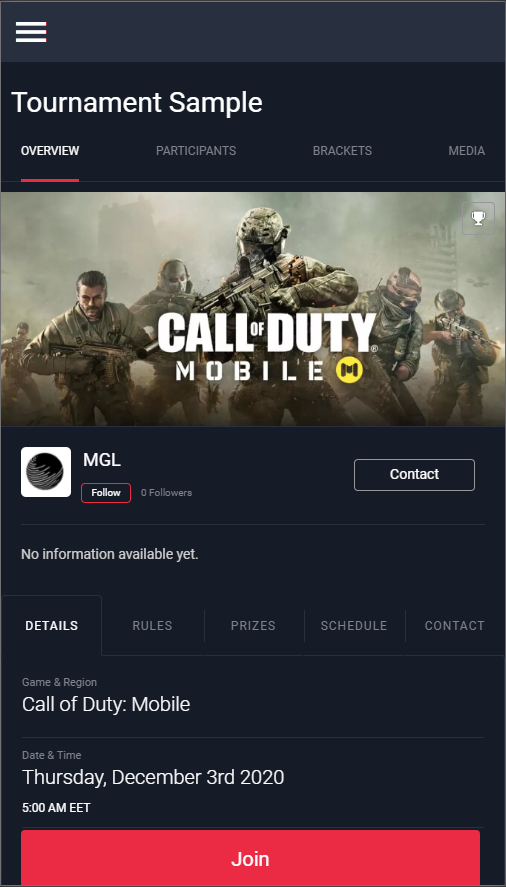 Tournament Sample
OVERVIEW PARTICIPANTS BRACKETS MEDIA
CALL OF DUTY®
MOBILE
MGL
Follow 0 Followers
Contact
No information available yet.
DETAILS RULES PRIZES SCHEDULE CONTACT
Game & Region
Call of Duty: Mobile
Date & Time
Thursday, December 3rd 2020
5:00 AM EET
Join